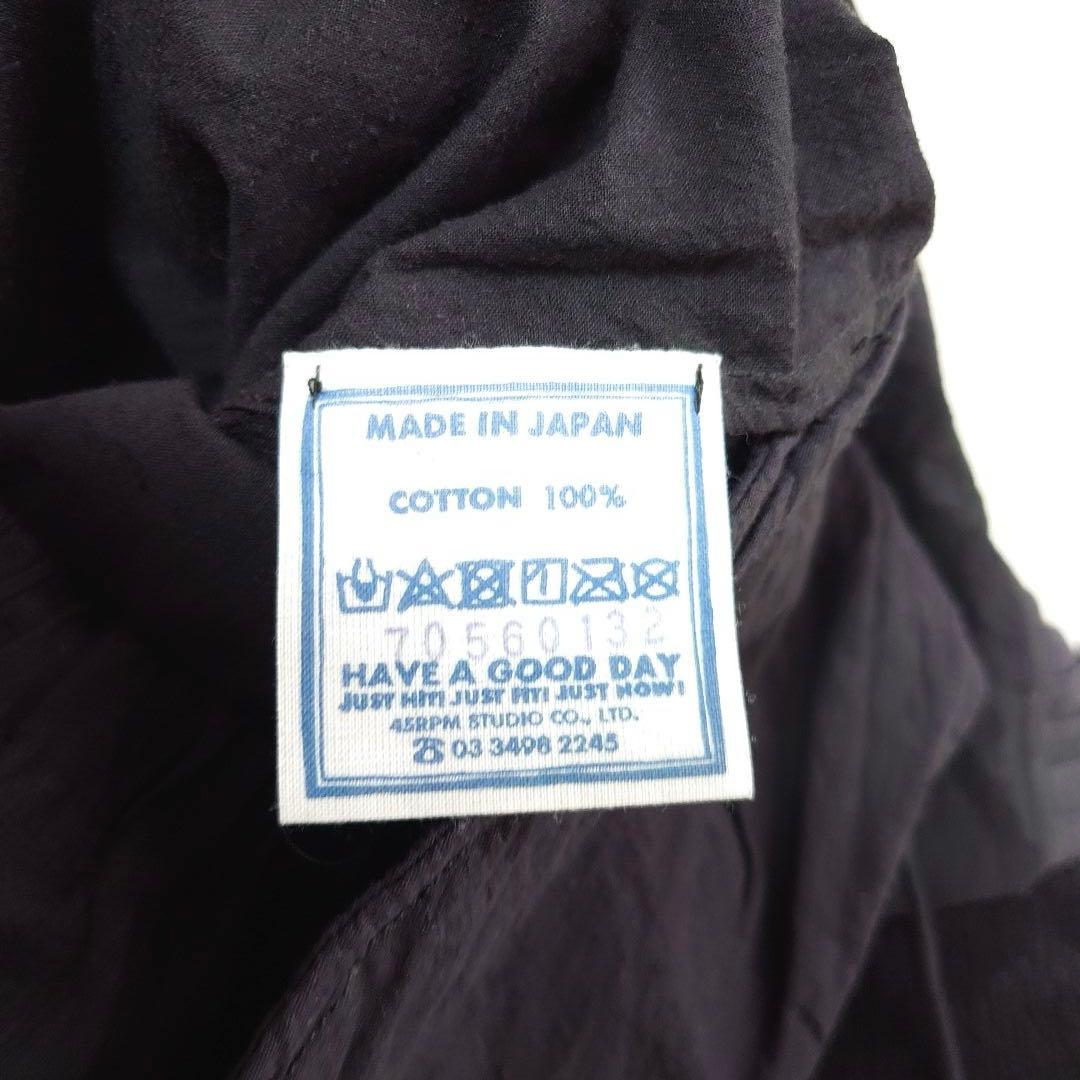 MADE IN JAPAN
COTTON 100%
70560132
HAVE A GOOD DAY
JUST HIT! JUST FIT! JUST NOW!
45RPM STUDIO CO., LTD.
☎ 03 3498 2245